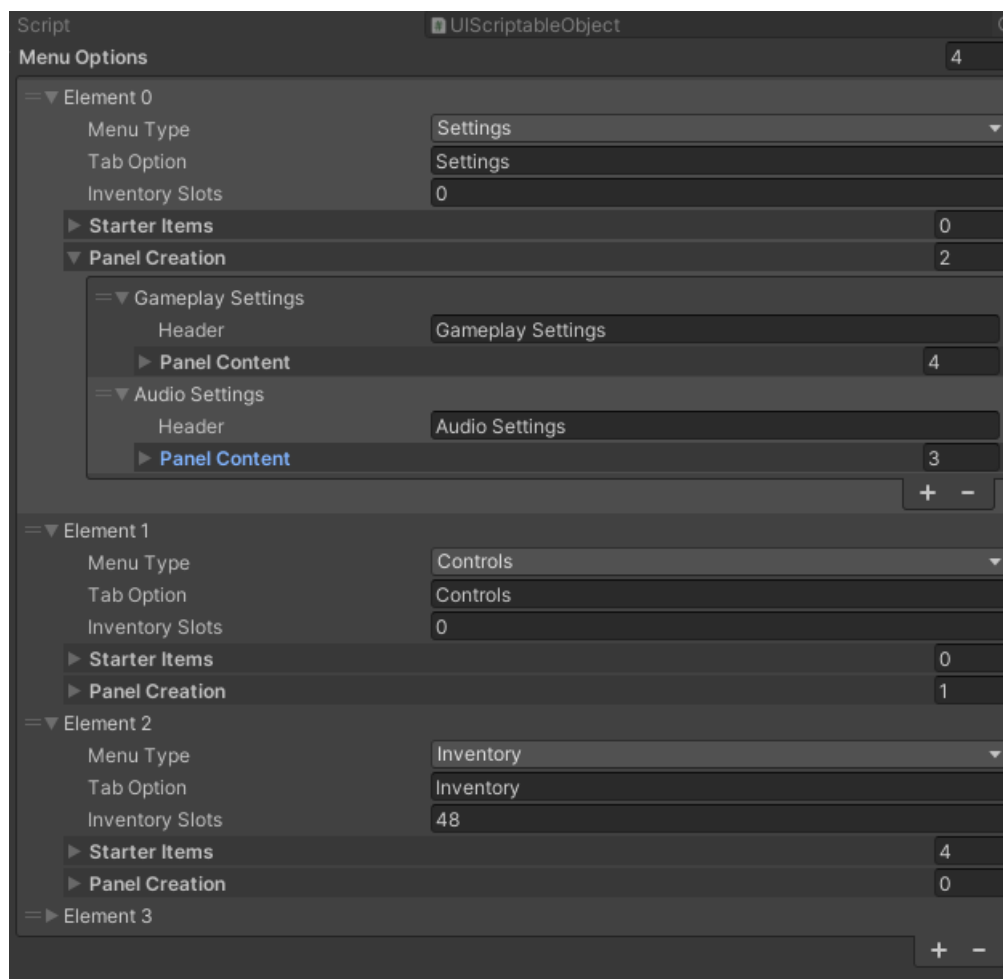 Script UIScriptableObject
Menu Options 4
Element 0
Menu Type Settings
Tab Option Settings
Inventory Slots 0
Starter Items 0
Panel Creation 2
Gameplay Settings
Header Gameplay Settings
Panel Content 4
Audio Settings
Header Audio Settings
Panel Content 3
+ -
Element 1
Menu Type Controls
Tab Option Controls
Inventory Slots 0
Starter Items 0
Panel Creation 1
Element 2
Menu Type Inventory
Tab Option Inventory
Inventory Slots 48
Starter Items 4
Panel Creation 0
Element 3
+ -